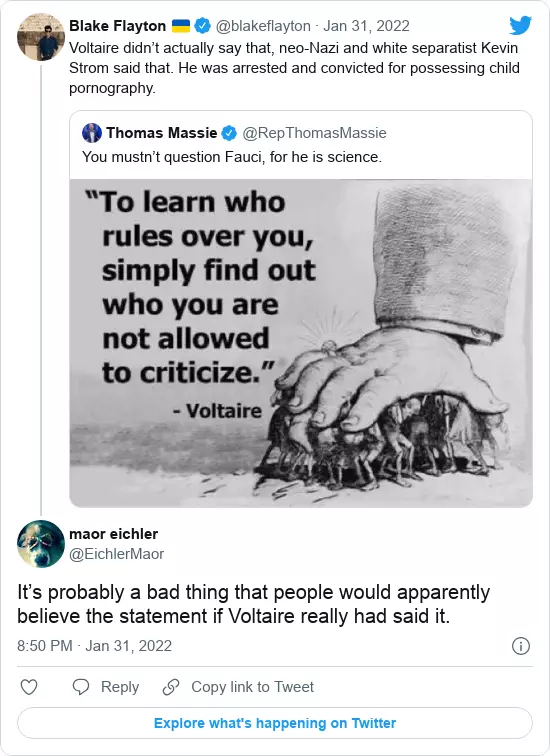 Blake Flayton @blakeflayton · Jan 31, 2022
Voltaire didn’t actually say that, neo-Nazi and white separatist Kevin
Strom said that. He was arrested and convicted for possessing child
pornography.
Thomas Massie @RepThomasMassie
You mustn’t question Fauci, for he is science.
“To learn who
rules over you,
simply find out
who you are
not allowed
to criticize.”
- Voltaire
maor eichler
@EichlerMaor
It’s probably a bad thing that people would apparently
believe the statement if Voltaire really had said it.
8:50 PM · Jan 31, 2022
Reply Copy link to Tweet
Explore what's happening on Twitter